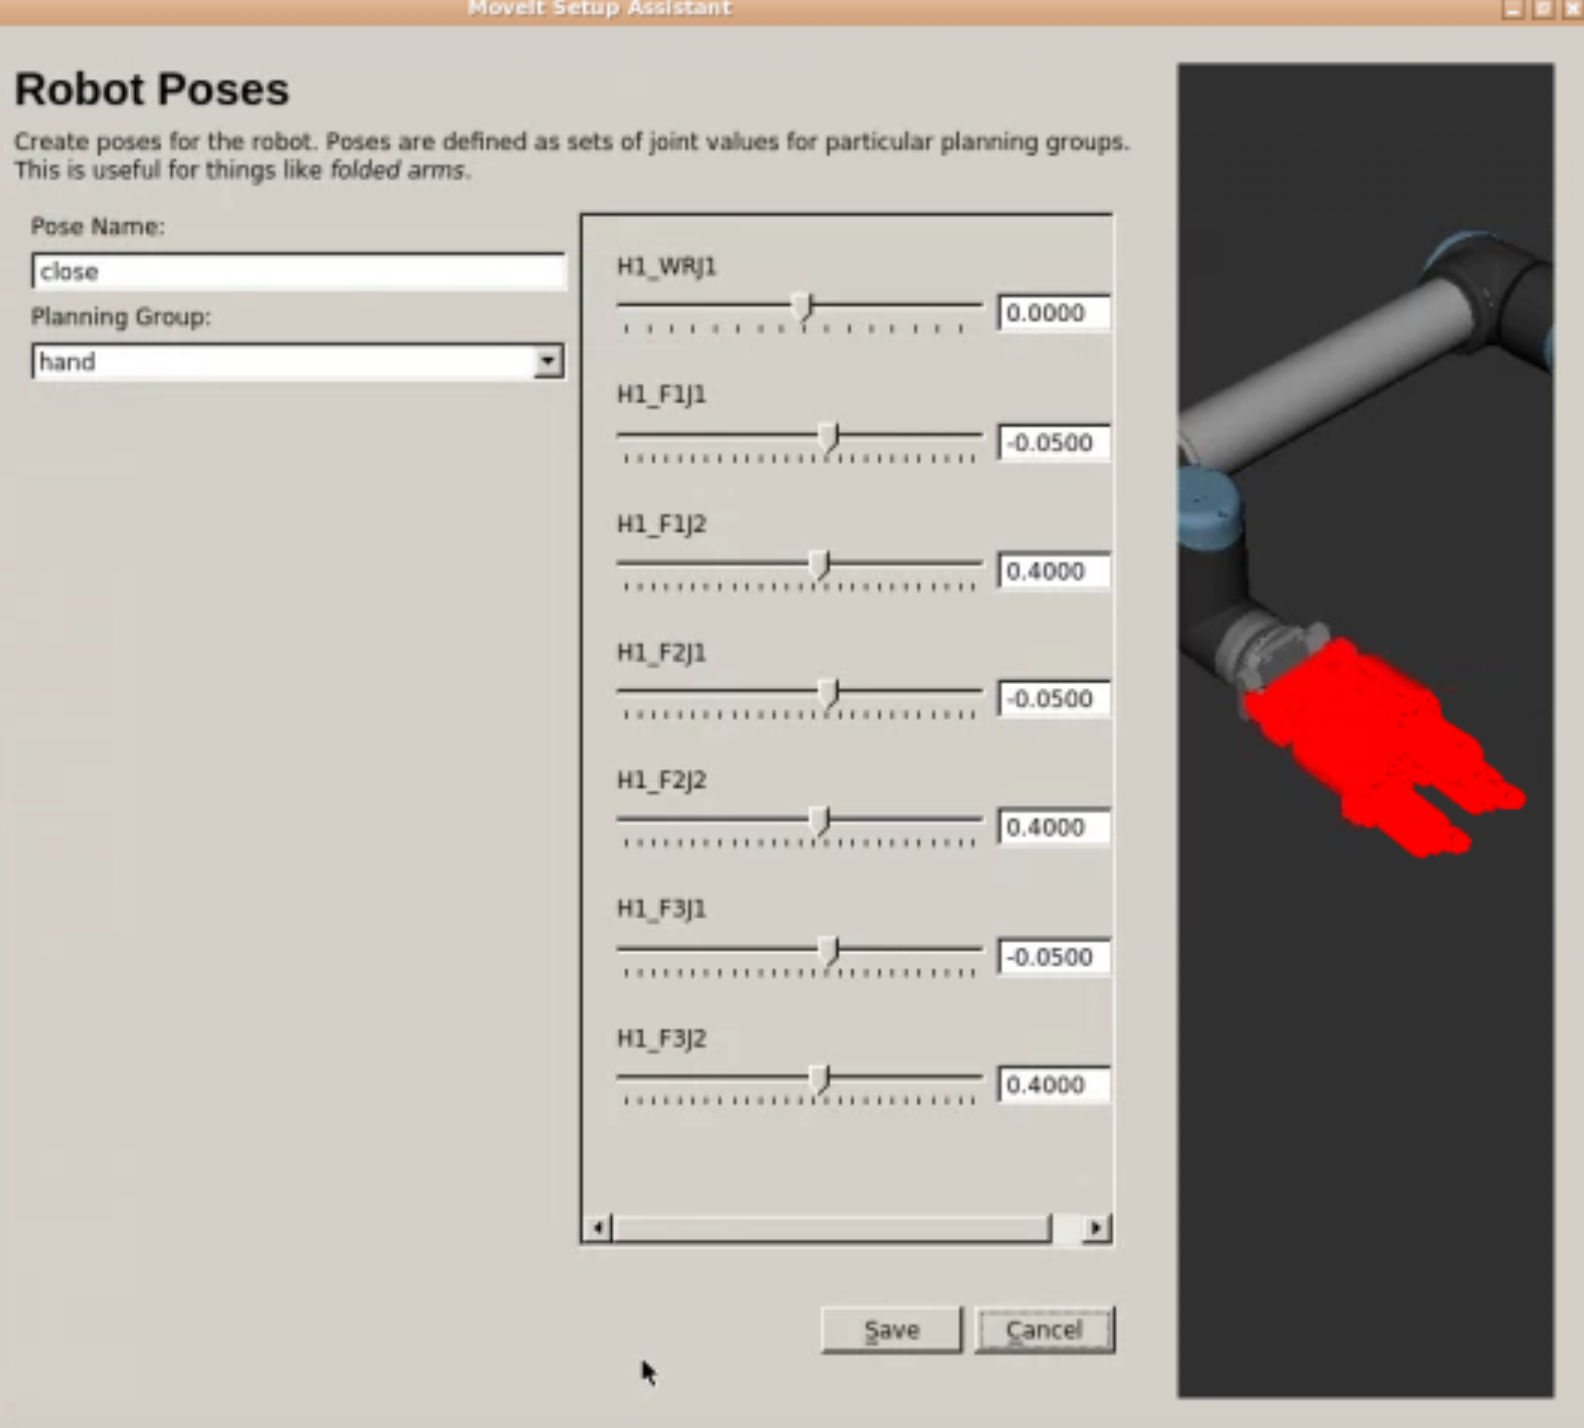 MoveIt Setup Assistant
Robot Poses
Create poses for the robot. Poses are defined as sets of joint values for particular planning groups.
This is useful for things like folded arms.
Pose Name:
close
Planning Group:
hand
H1_WRJ1
0.0000
H1_F1J1
-0.0500
H1_F1J2
0.4000
H1_F2J1
-0.0500
H1_F2J2
0.4000
H1_F3J1
-0.0500
H1_F3J2
0.4000
Save
Cancel